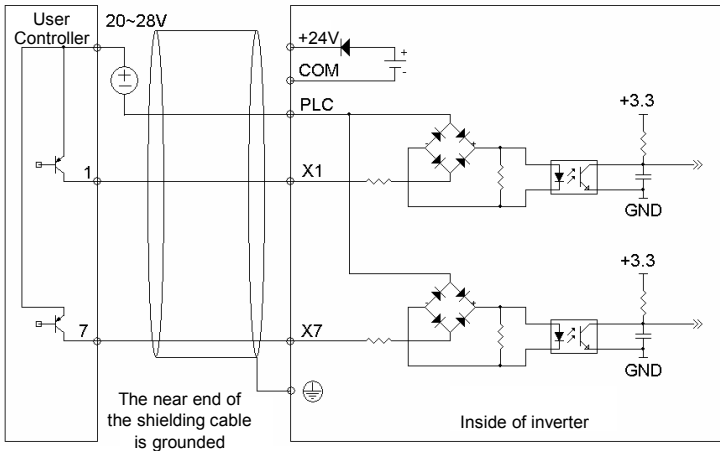 User
Controller
20~28V
+24V
COM
PLC
+
-
+3.3
1
X1
-
+
GND
+3.3
7
X7
-
+
GND
The near end of
the shielding cable
is grounded
Inside of inverter